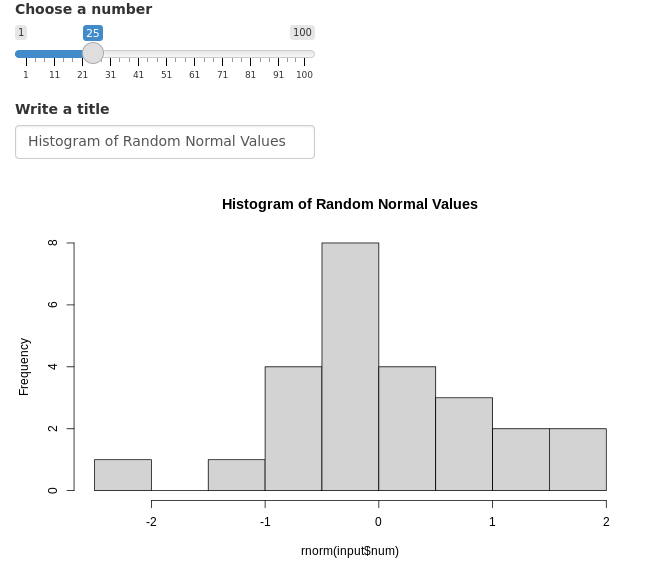 Choose a number
1 25 100
1 11 21 31 41 51 61 71 81 91 100
Write a title
Histogram of Random Normal Values
Histogram of Random Normal Values
8
6
4
2
0
Frequency
-2 -1 0 1 2
rnorm(input$num)